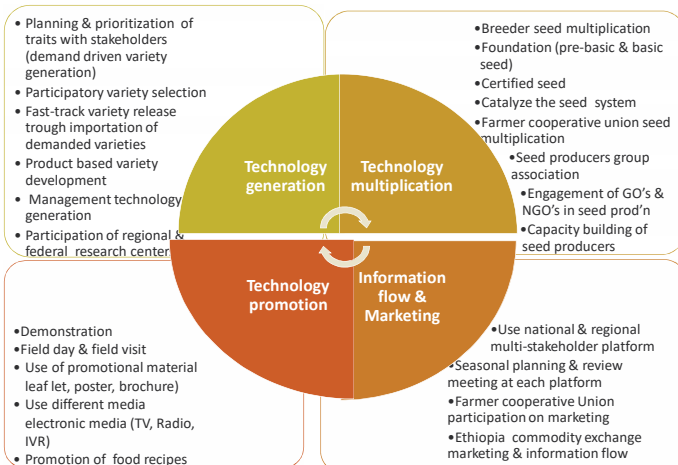 • Planning & prioritization of
traits with stakeholders
(demand driven variety
generation)
• Participatory variety selection
• Fast-track variety release
trough importation of
demanded varieties
• Product based variety
development
• Management technology
generation
• Participation of regional &
federal research center
•Breeder seed multiplication
•Foundation (pre-basic & basic
seed)
•Certified seed
•Catalyze the seed system
•Farmer cooperative union seed
multiplication
•Seed producers group
association
•Engagement of GO's &
NGO's in seed prod'n
•Capacity building of
seed producers
Technology
generation
Technology
multiplication
Technology
promotion
Information
flow &
Marketing
•Demonstration
•Field day & field visit
• Use of promotional material
leaf let, poster, brochure)
• Use different media
electronic media (TV, Radio,
IVR)
• Promotion of food recipes
•Use national & regional
multi-stakeholder platform
•Seasonal planning & review
meeting at each platform
•Farmer cooperative Union
participation on marketing
•Ethiopia commodity exchange
marketing & information flow